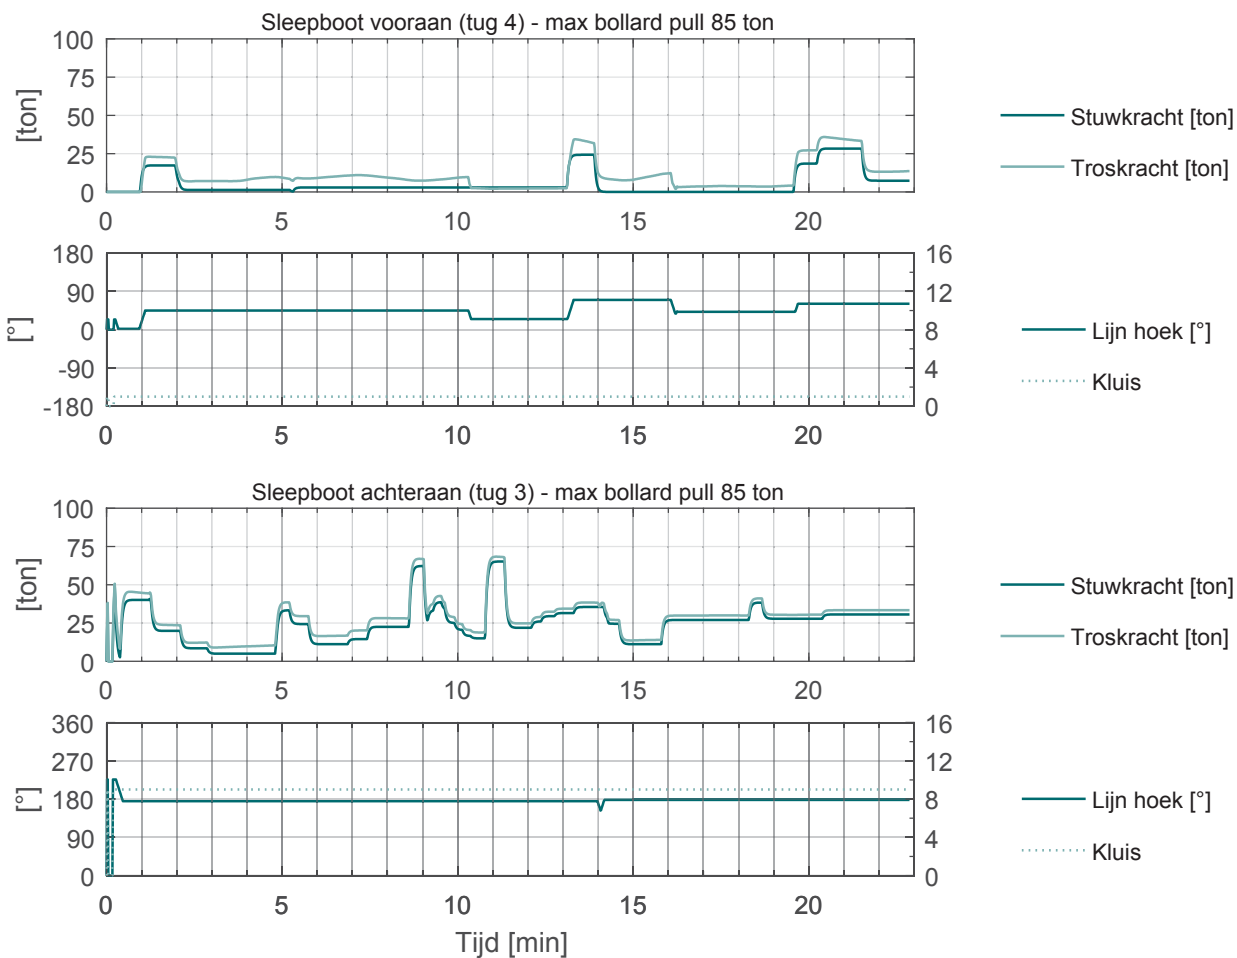 Sleepboot vooraan (tug 4) - max bollard pull 85 ton
100
75
50
25
0
[ton]
0 5 10 15 20
Stuwkracht [ton]
Troskracht [ton]
180
90
0
-90
-180
[°]
16
12
8
4
0
0 5 10 15 20
Lijn hoek [°]
Kluis
Sleepboot achteraan (tug 3) - max bollard pull 85 ton
100
75
50
25
0
[ton]
0 5 10 15 20
Stuwkracht [ton]
Troskracht [ton]
360
270
180
90
0
[°]
16
12
8
4
0
0 5 10 15 20
Lijn hoek [°]
Kluis
Tijd [min]